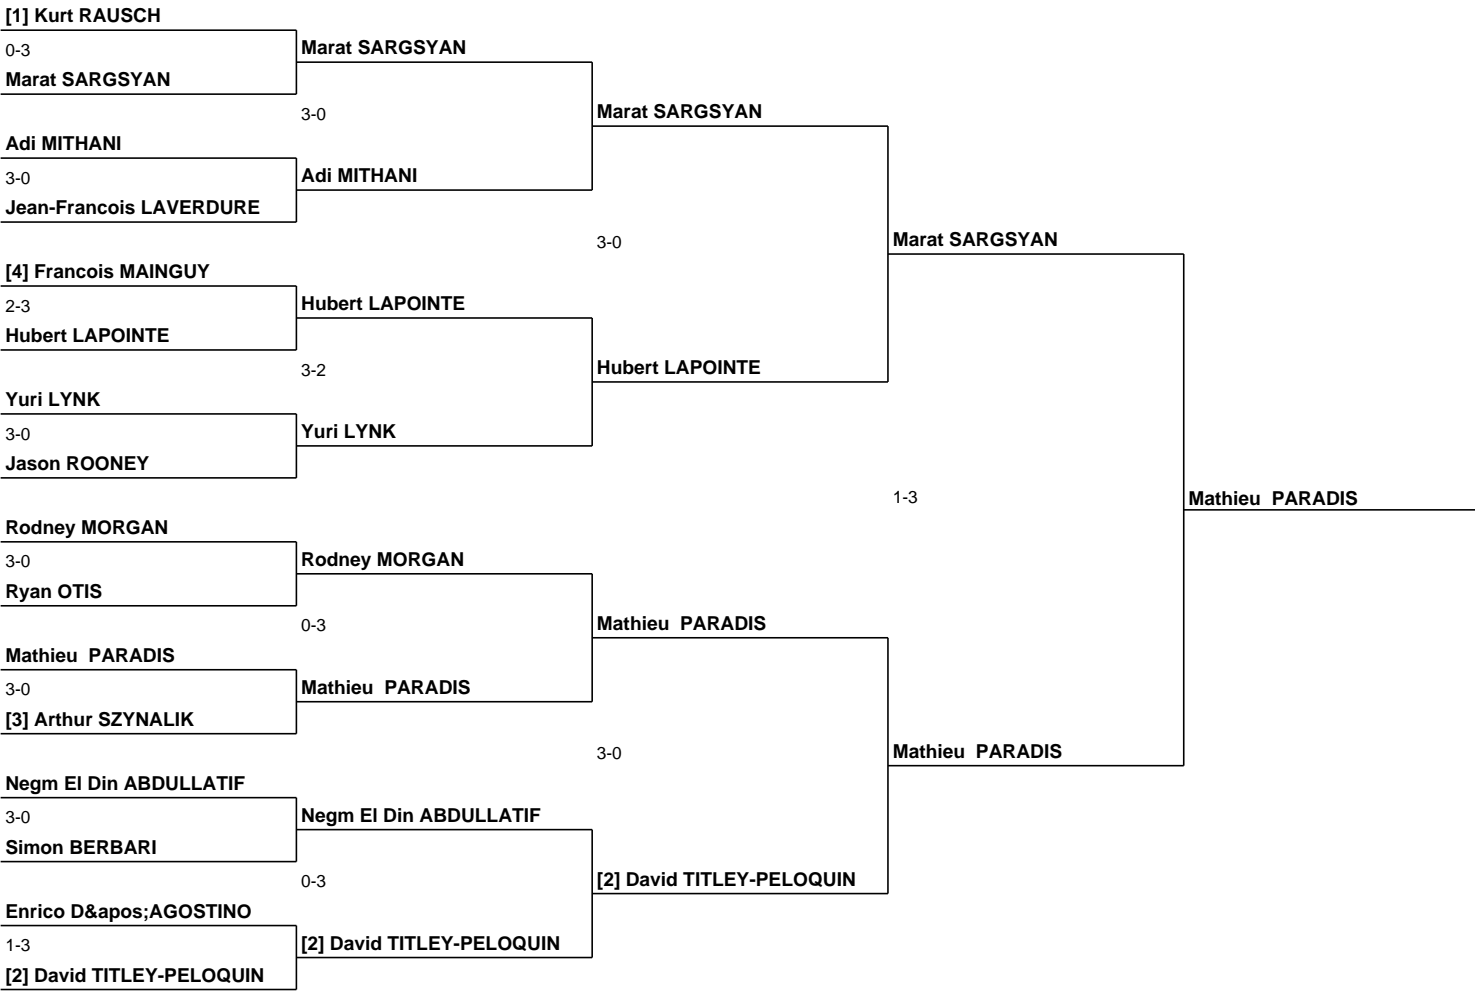 [1] Kurt RAUSCH
0-3
Marat SARGSYAN
Marat SARGSYAN
3-0
Marat SARGSYAN
Adi MITHANI
3-0
Jean-Francois LAVERDURE
Adi MITHANI
3-0
Marat SARGSYAN
[4] Francois MAINGUY
2-3
Hubert LAPOINTE
Hubert LAPOINTE
3-2
Hubert LAPOINTE
Yuri LYNK
3-0
Jason ROONEY
Yuri LYNK
1-3
Mathieu  PARADIS
Rodney MORGAN
3-0
Ryan OTIS
Rodney MORGAN
0-3
Mathieu  PARADIS
Mathieu  PARADIS
3-0
[3] Arthur SZYNALIK
Mathieu  PARADIS
3-0
Mathieu  PARADIS
Negm El Din ABDULLATIF
3-0
Simon BERBARI
Negm El Din ABDULLATIF
0-3
[2] David TITLEY-PELOQUIN
Enrico D&apos;AGOSTINO
1-3
[2] David TITLEY-PELOQUIN
[2] David TITLEY-PELOQUIN